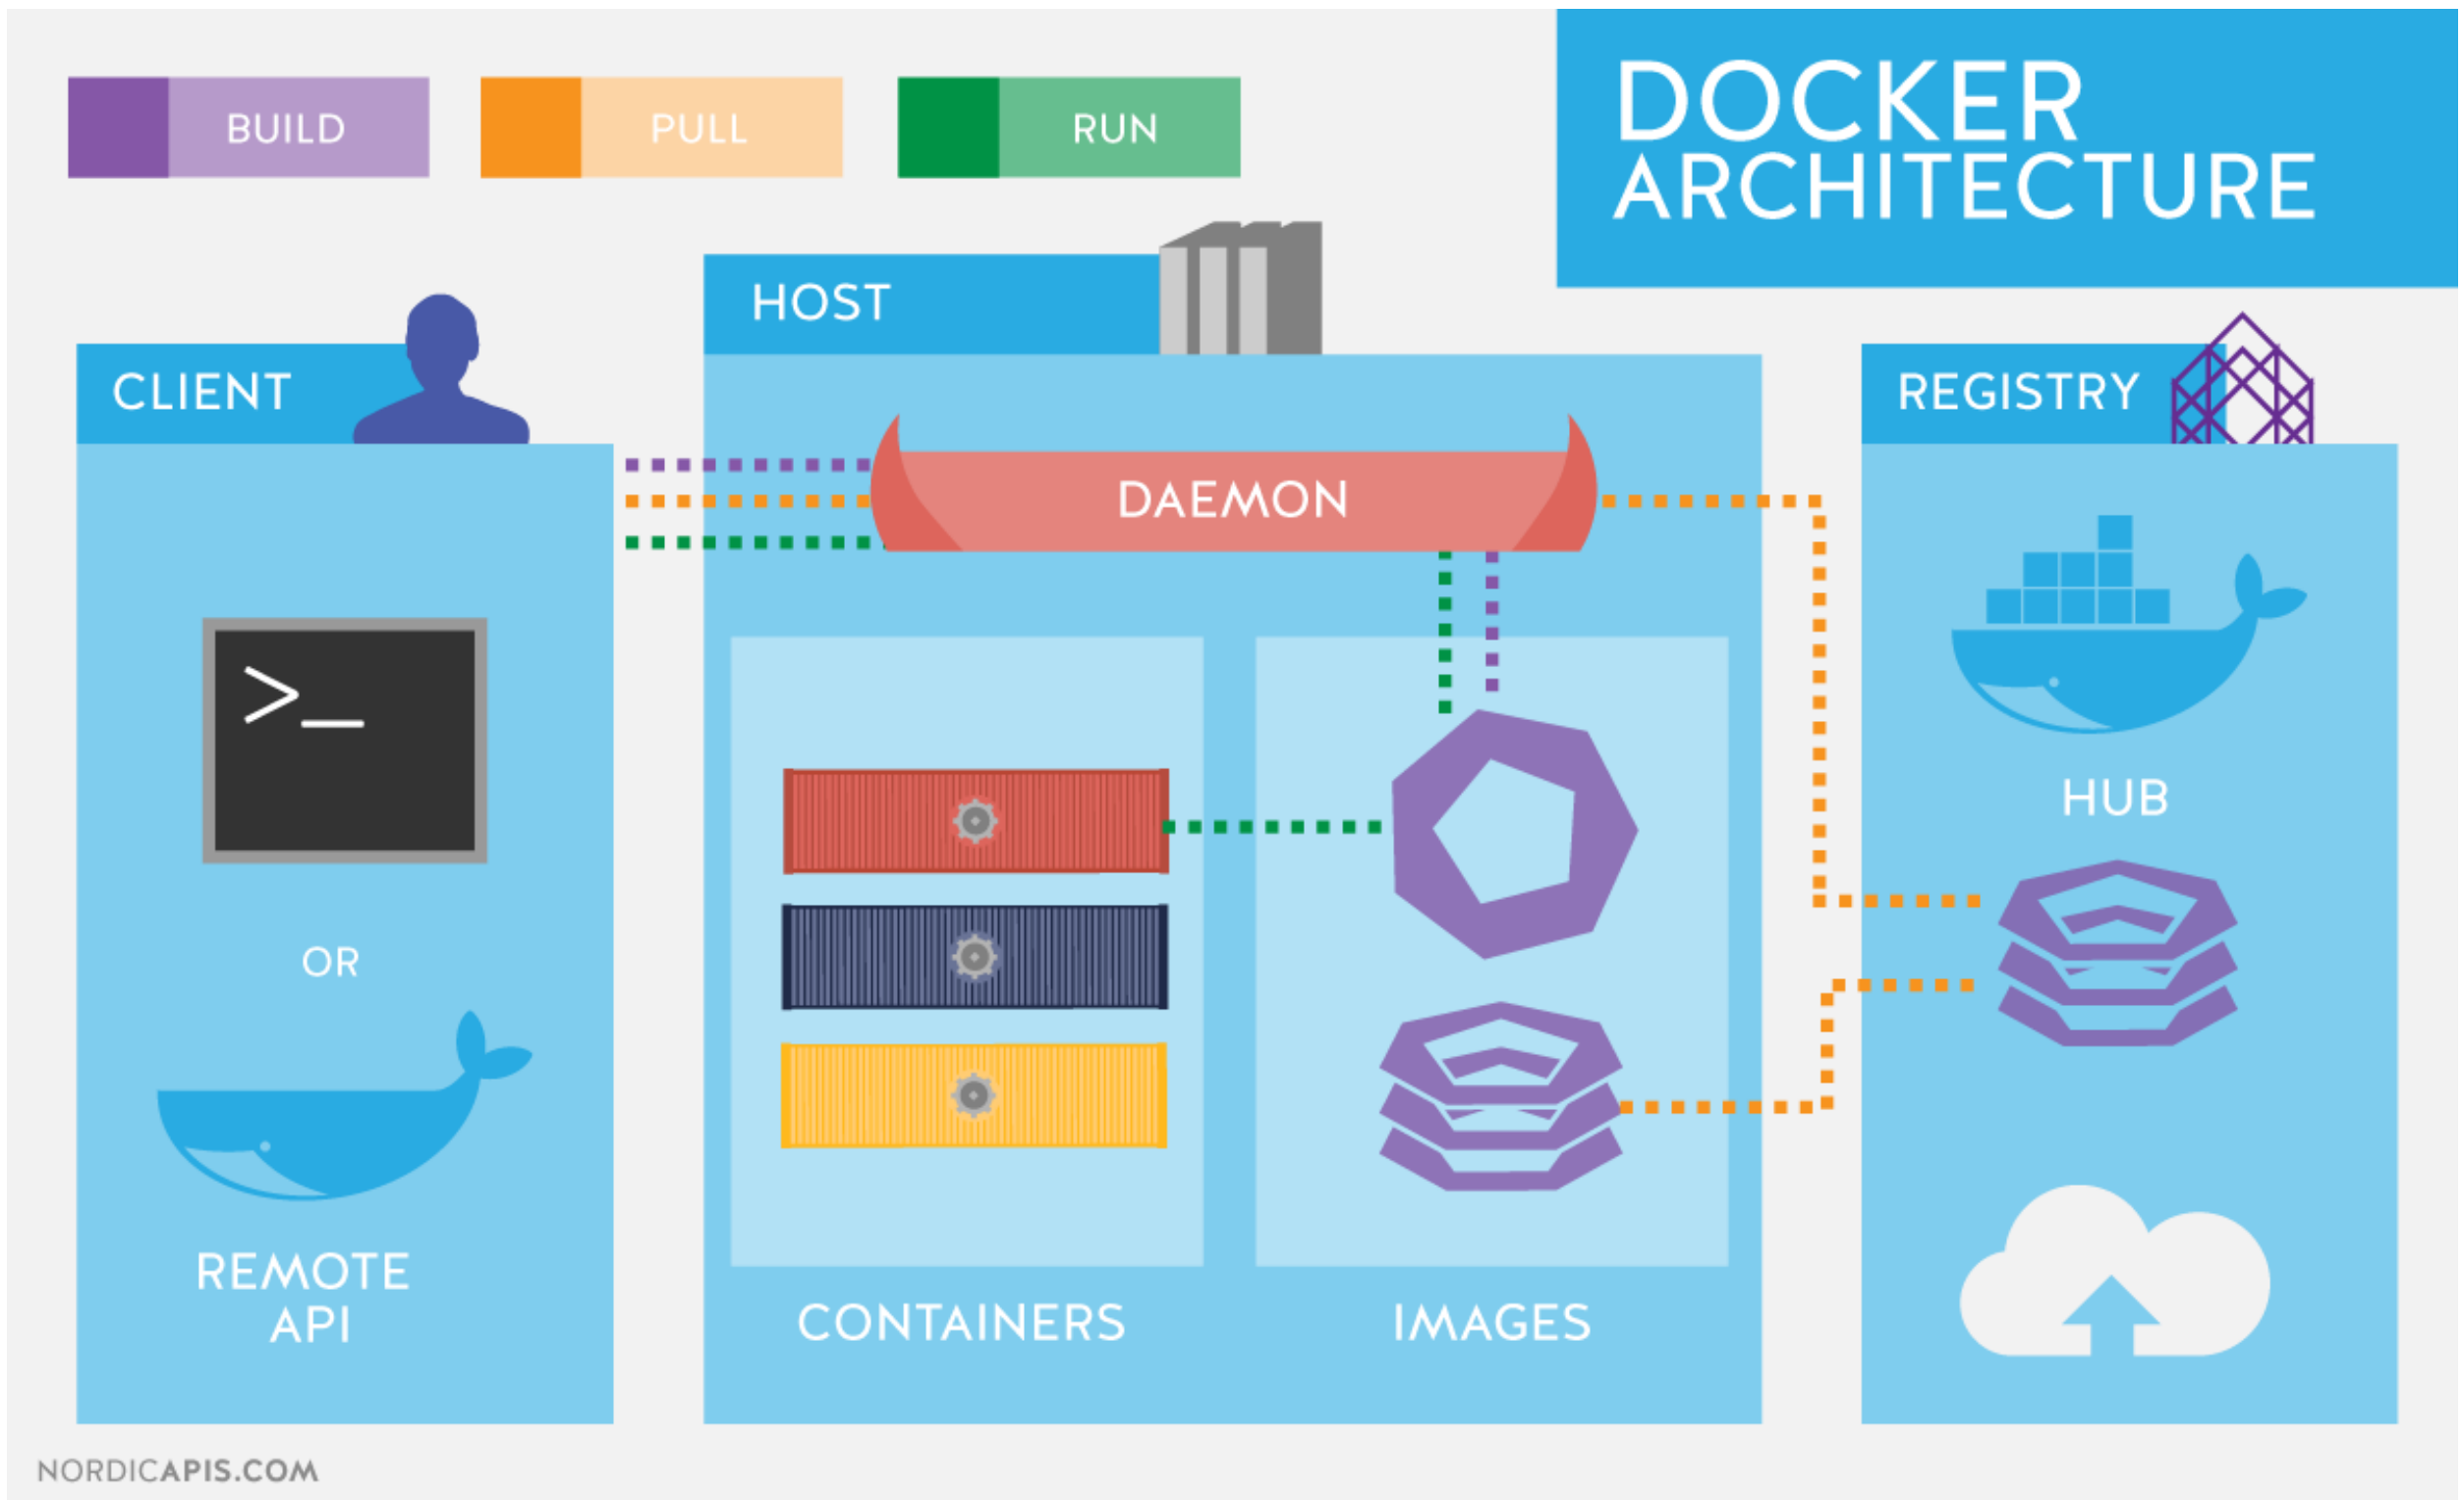 BUILD
PULL
RUN
DOCKER
ARCHITECTURE
HOST
CLIENT
REGISTRY
DAEMON
>_
HUB
OR
REMOTE
API
CONTAINERS
IMAGES
NORDICAPIS.COM